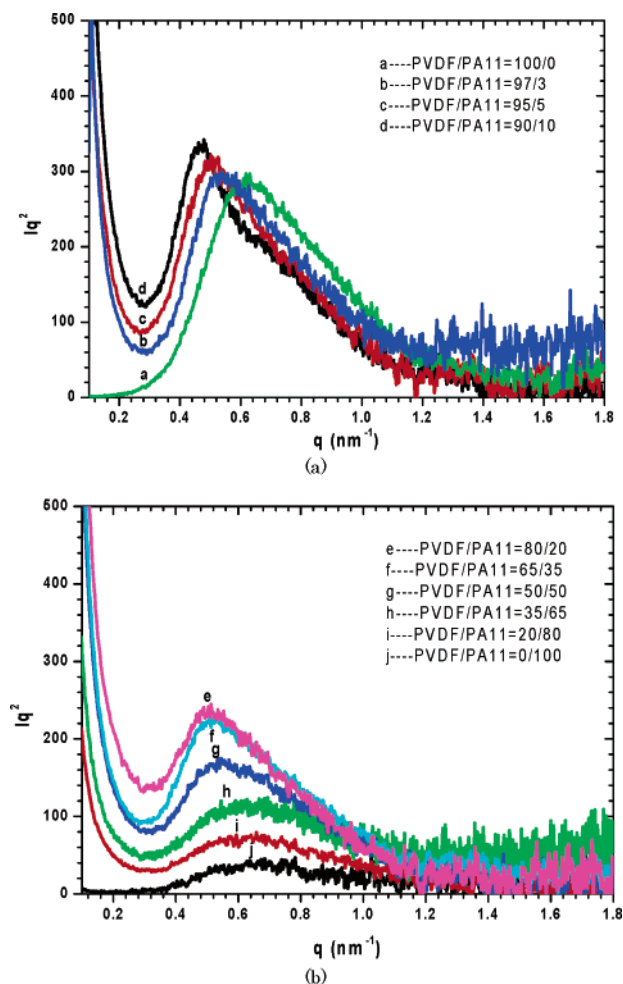 500
400
300
200
100
0
Iq²
a----PVDF/PA11=100/0
b----PVDF/PA11=97/3
c----PVDF/PA11=95/5
d----PVDF/PA11=90/10
d
c
b
a
0.2 0.4 0.6 0.8 1.0 1.2 1.4 1.6 1.8
q (nm⁻¹)
(a)
500
400
300
200
100
0
Iq²
e----PVDF/PA11=80/20
f----PVDF/PA11=65/35
g----PVDF/PA11=50/50
h----PVDF/PA11=35/65
i----PVDF/PA11=20/80
j----PVDF/PA11=0/100
e
f
g
h
i
j
0.2 0.4 0.6 0.8 1.0 1.2 1.4 1.6 1.8
q (nm⁻¹)
(b)